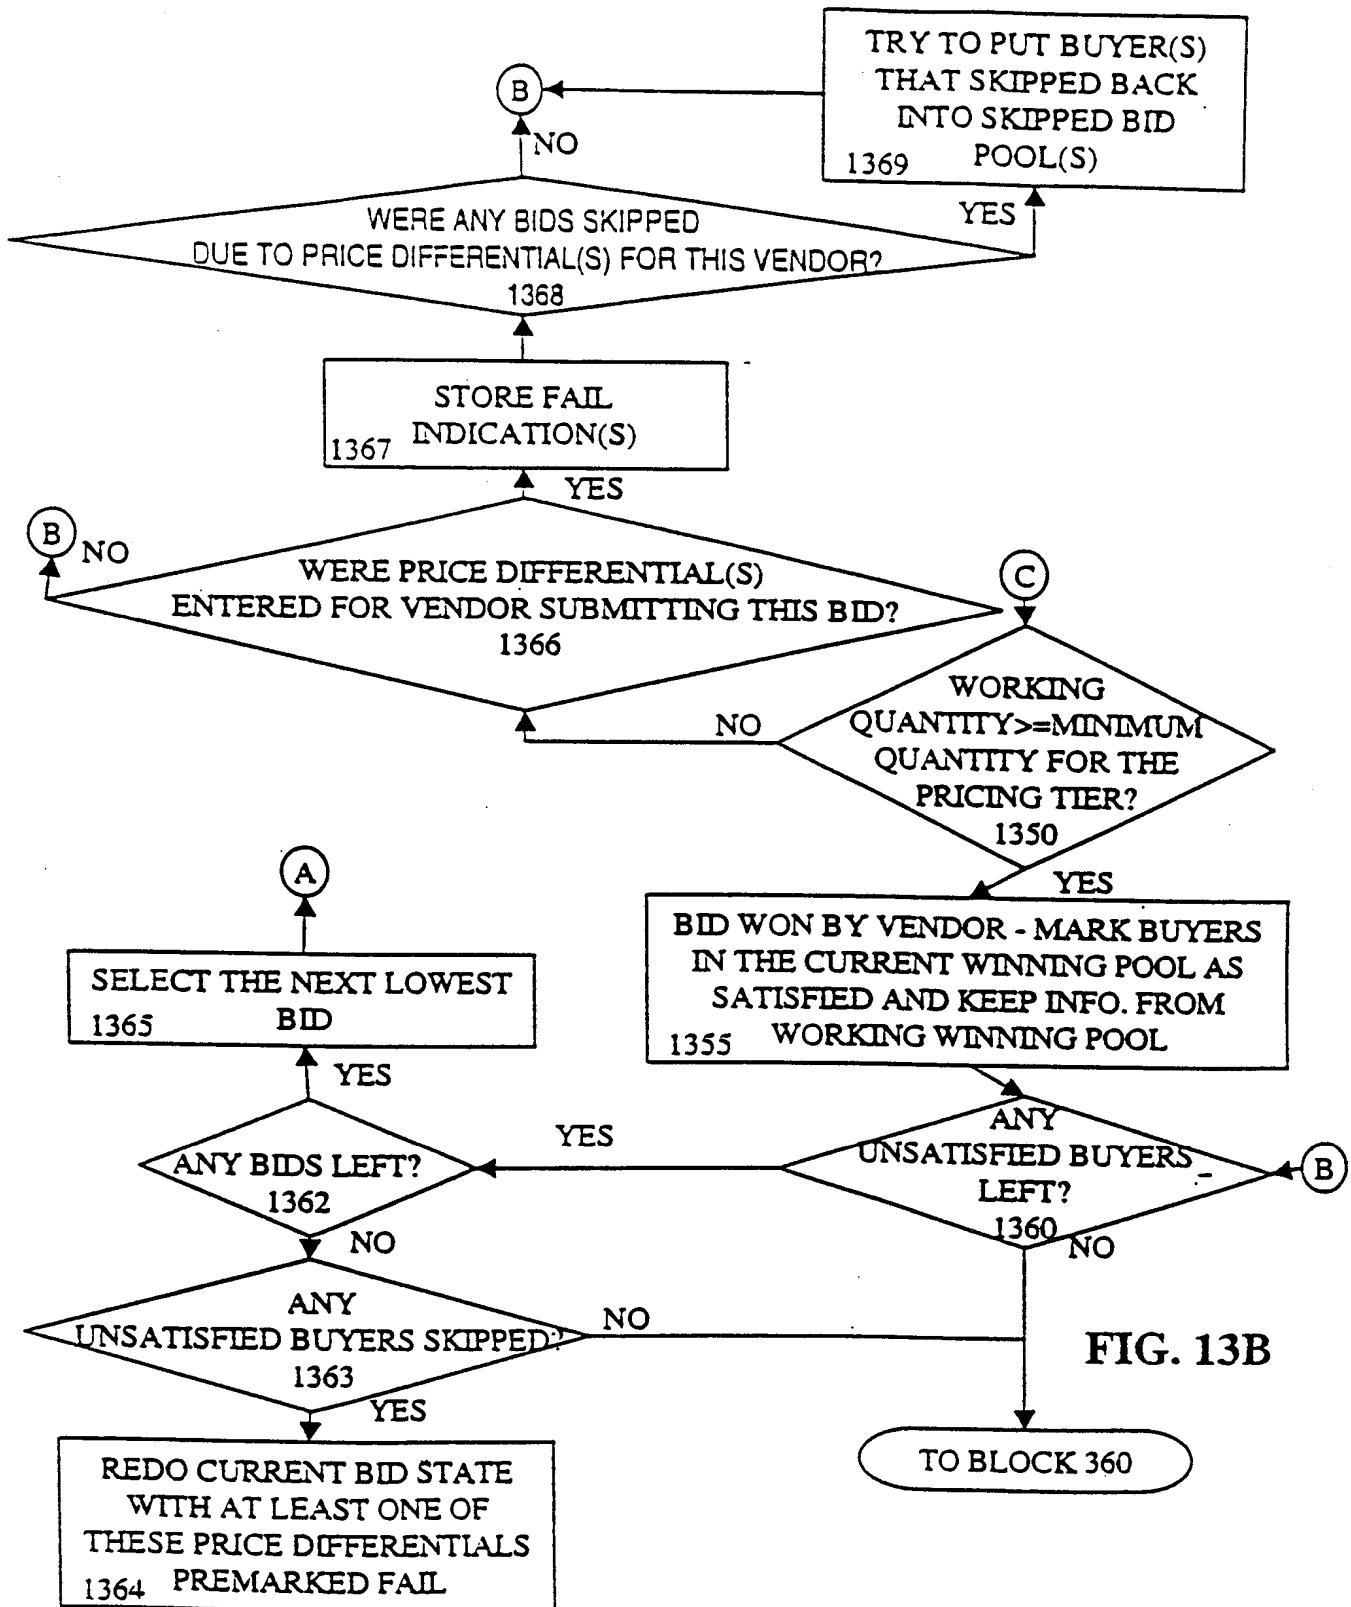 TRY TO PUT BUYER(S)
THAT SKIPPED BACK
INTO SKIPPED BID
POOL(S)
1369
B
NO
YES
WERE ANY BIDS SKIPPED
DUE TO PRICE DIFFERENTIAL(S) FOR THIS VENDOR?
1368
STORE FAIL
INDICATION(S)
1367
YES
B
NO
WERE PRICE DIFFERENTIAL(S)
ENTERED FOR VENDOR SUBMITTING THIS BID?
1366
C
WORKING
QUANTITY>=MINIMUM
QUANTITY FOR THE
PRICING TIER?
1350
NO
YES
A
BID WON BY VENDOR - MARK BUYERS
IN THE CURRENT WINNING POOL AS
SATISFIED AND KEEP INFO. FROM
WORKING WINNING POOL
1355
SELECT THE NEXT LOWEST
BID
1365
YES
ANY
UNSATISFIED BUYERS
LEFT?
1360
B
YES
NO
ANY BIDS LEFT?
1362
NO
ANY
UNSATISFIED BUYERS SKIPPED?
1363
NO
YES
FIG. 13B
TO BLOCK 360
REDO CURRENT BID STATE
WITH AT LEAST ONE OF
THESE PRICE DIFFERENTIALS
PREMARKED FAIL
1364